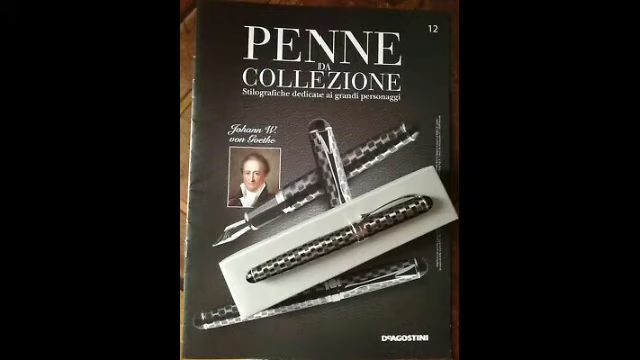 12
PENNE
DA
COLLEZIONE
Stilografiche dedicate ai grandi personaggi
Johann W.
von Goethe
DEAGOSTINI